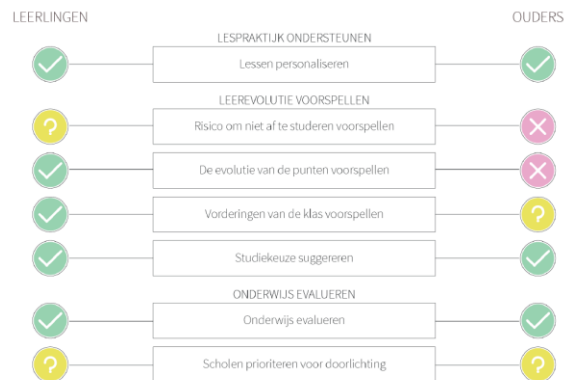 LEERLINGEN
OUDERS
LESPRAKTIJK ONDERSTEUNEN
Lessen personaliseren
LEEREVOLUTIE VOORSPELLEN
?
Risico om niet af te studeren voorspellen
De evolutie van de punten voorspellen
Vorderingen van de klas voorspellen
?
Studiekeuze suggereren
ONDERWIJS EVALUEREN
Onderwijs evalueren
?
Scholen prioriteren voor doorlichting
?